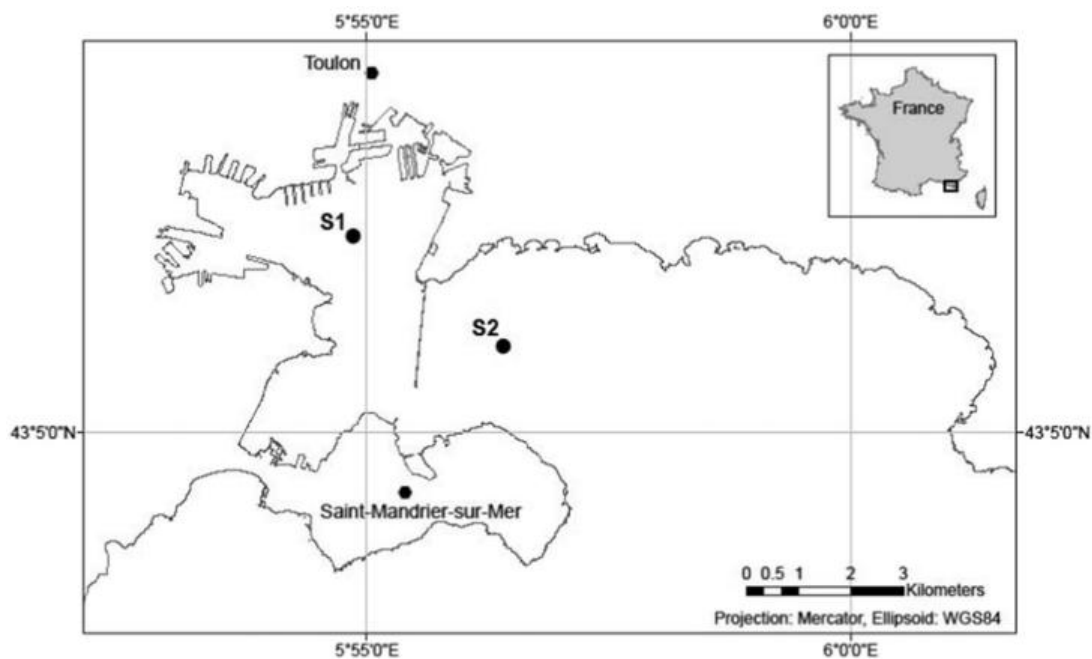 5°55'0"E 6°0'0"E
Toulon
France
S1
S2
43°5'0"N 43°5'0"N
Saint-Mandrier-sur-Mer
0 0.5 1 2 3
Kilometers
Projection: Mercator, Ellipsoid: WGS84
5°55'0"E 6°0'0"E